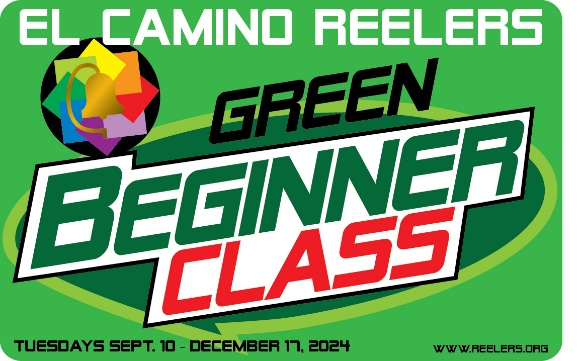 EL CAMINO REELERS
GREEN
BEGINNER
CLASS
TUESDAYS SEPT. 10 - DECEMBER 17, 2024
WWW.REELERS.ORG